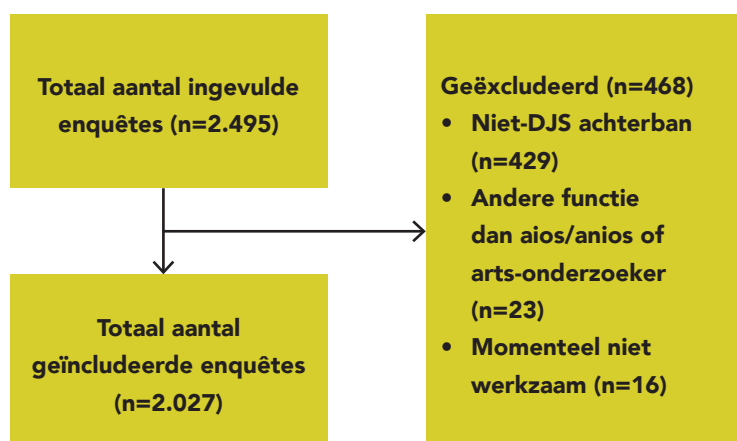 Totaal aantal ingevulde
enquêtes (n=2.495)
Geëxcludeerd (n=468)
• Niet-DJS achterban
(n=429)
• Andere functie
dan aios/anios of
arts-onderzoeker
(n=23)
• Momenteel niet
werkzaam (n=16)
Totaal aantal
geïncludeerde enquêtes
(n=2.027)